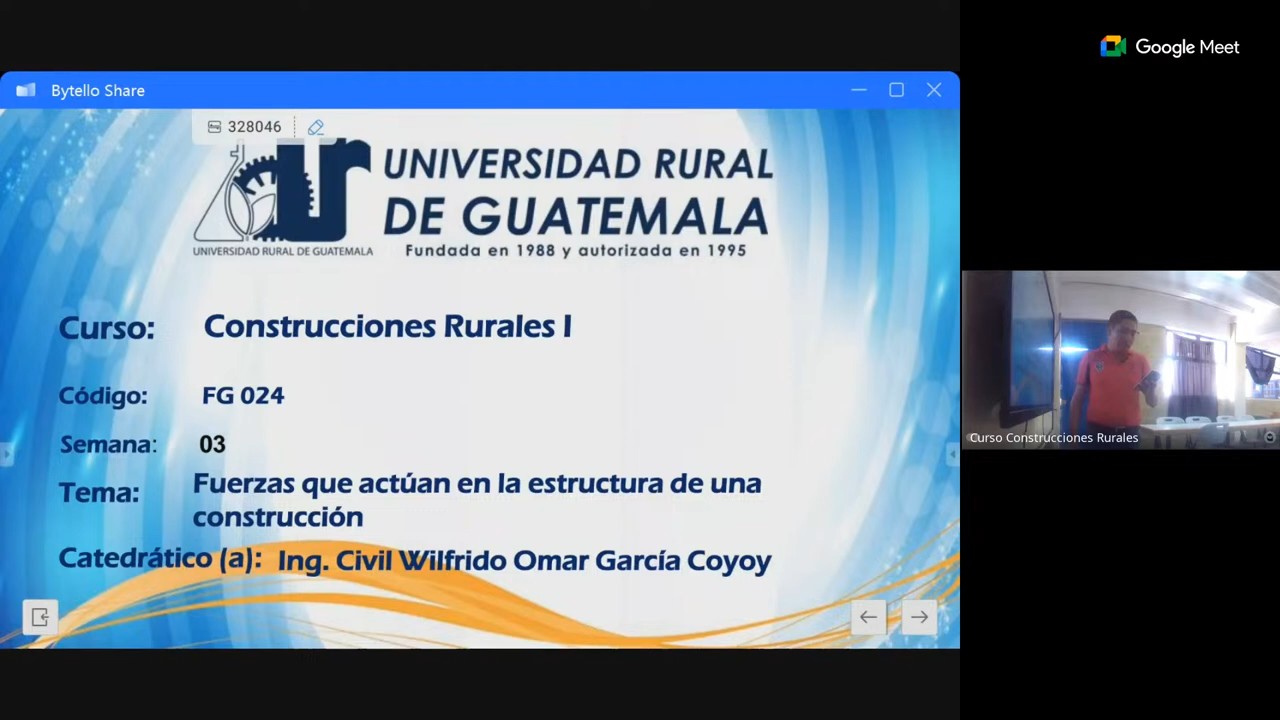 Google Meet
Bytello Share
328046
UNIVERSIDAD RURAL
DE GUATEMALA
UNIVERSIDAD RURAL DE GUATEMALA
Fundada en 1988 y autorizada en 1995
Curso: Construcciones Rurales I
Código: FG 024
Semana: 03
Tema: Fuerzas que actúan en la estructura de una
construcción
Catedrático (a): Ing. Civil Wilfrido Omar García Coyoy
Curso Construcciones Rurales